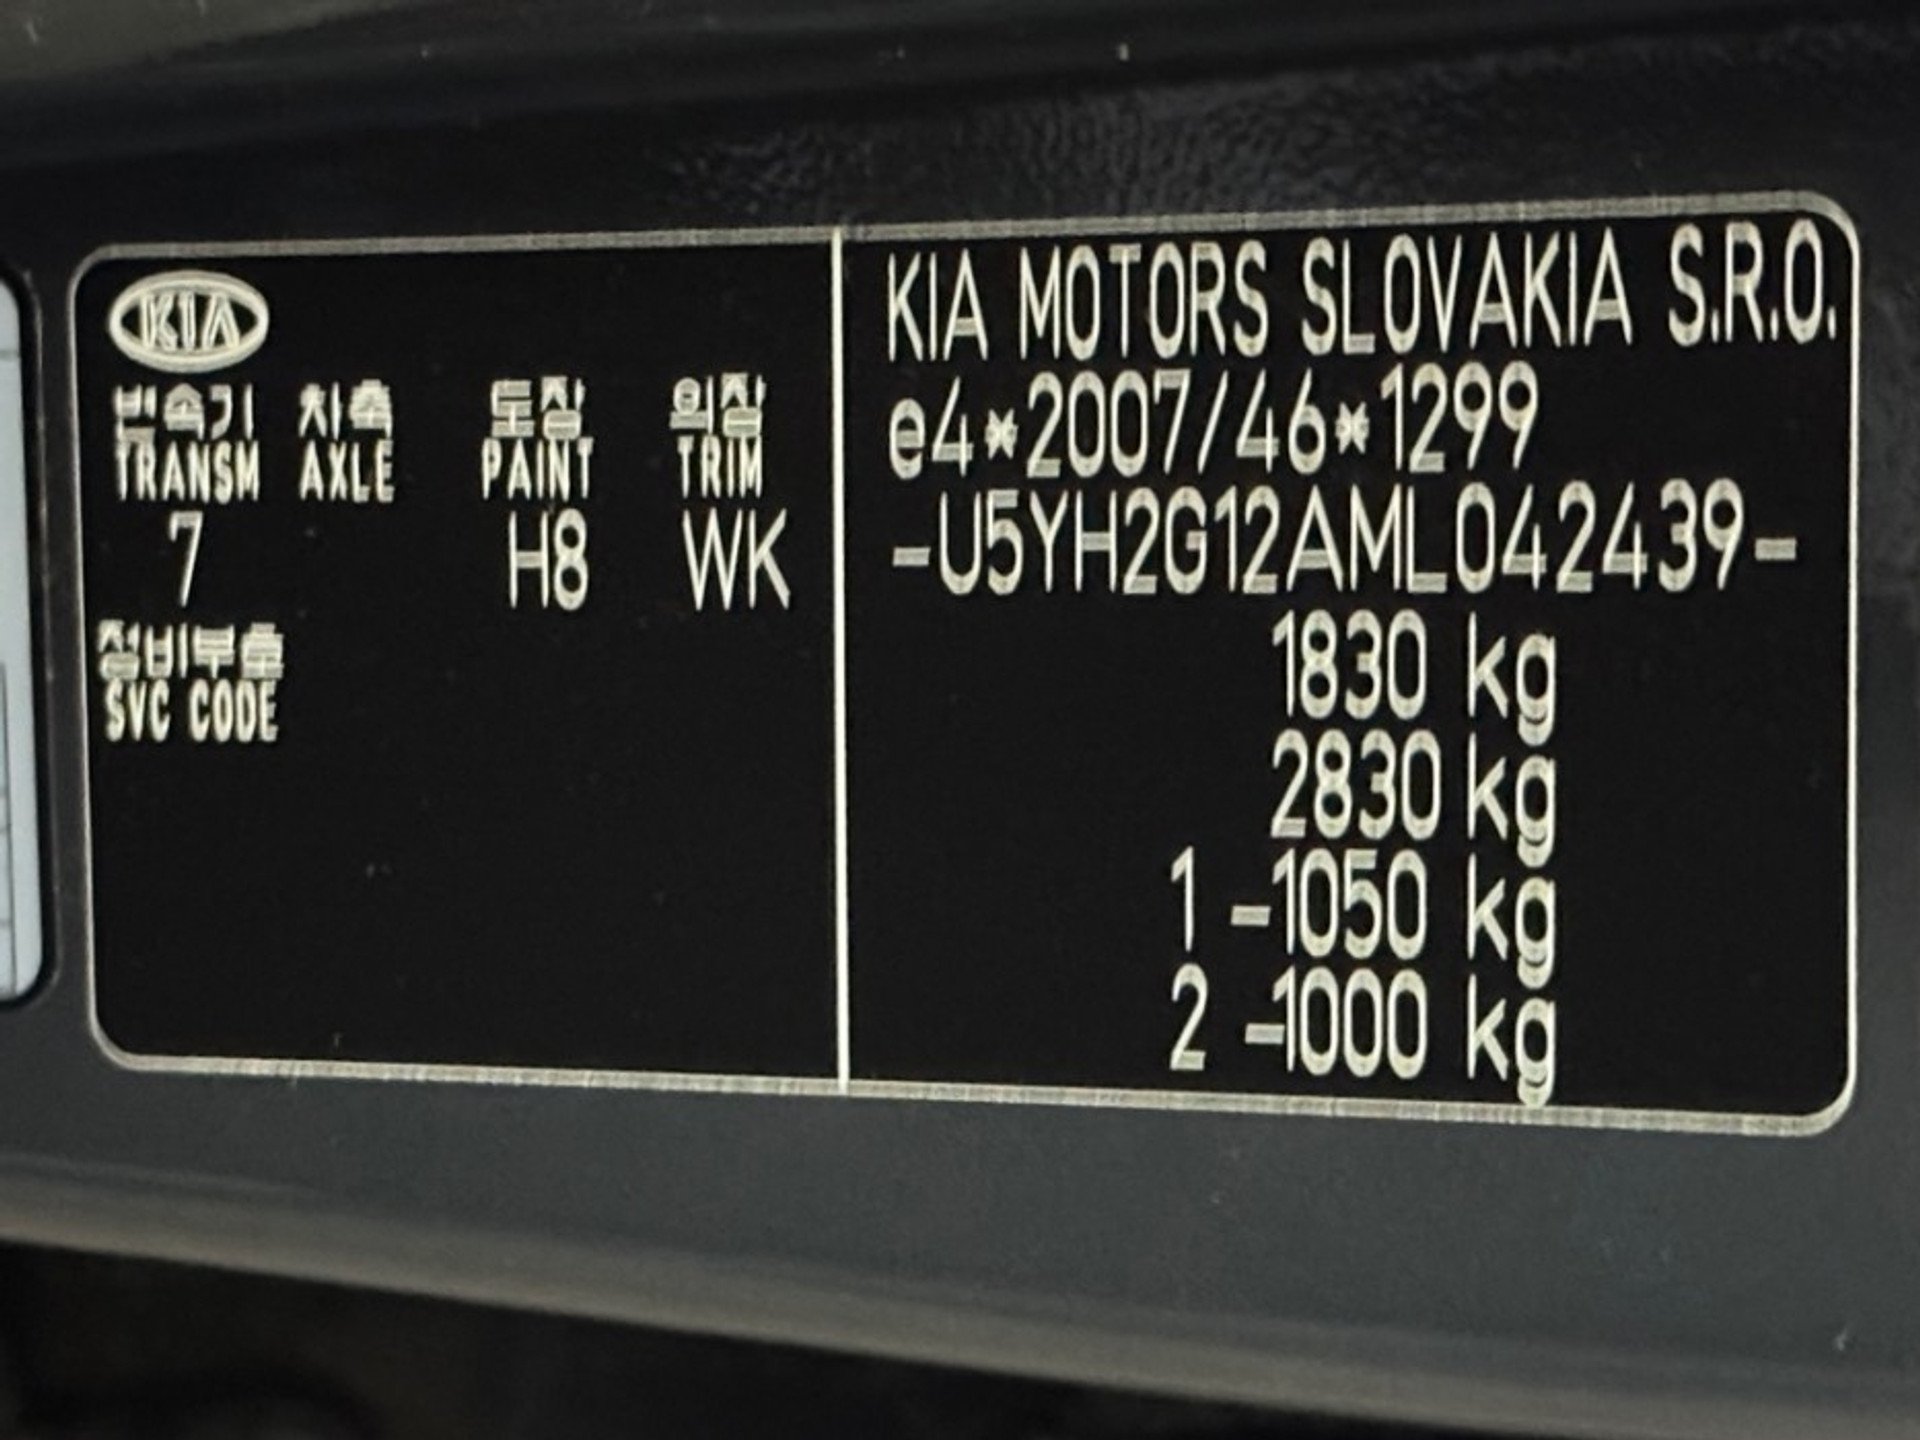 KIA
변속기 차축 도장 의장
TRANSM AXLE PAINT TRIM
7 H8 WK
정비부호
SVC CODE
KIA MOTORS SLOVAKIA S.R.O.
e4*2007/46*1299
-U5YH2G12AML042439-
1830 kg
2830 kg
1 -1050 kg
2 -1000 kg